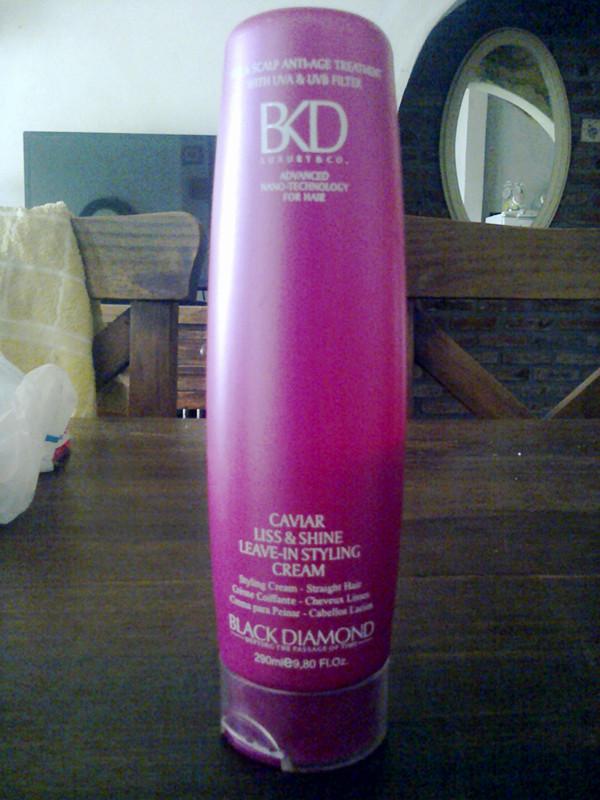 SCALP ANTI-AGE TREATMENT
WITH UVA & UVB FILTER
BKD
LUXURY & CO.
ADVANCED
NANO-TECHNOLOGY
FOR HAIR
CAVIAR
LISS & SHINE
LEAVE-IN STYLING
CREAM
Styling Cream - Straight Hair
Crème Coiffante - Cheveux Lisses
Crema para Peinar - Cabellos Lacios
BLACK DIAMOND
DEFYING THE PASSAGE OF TIME
290ml e 9,80 FL.Oz.